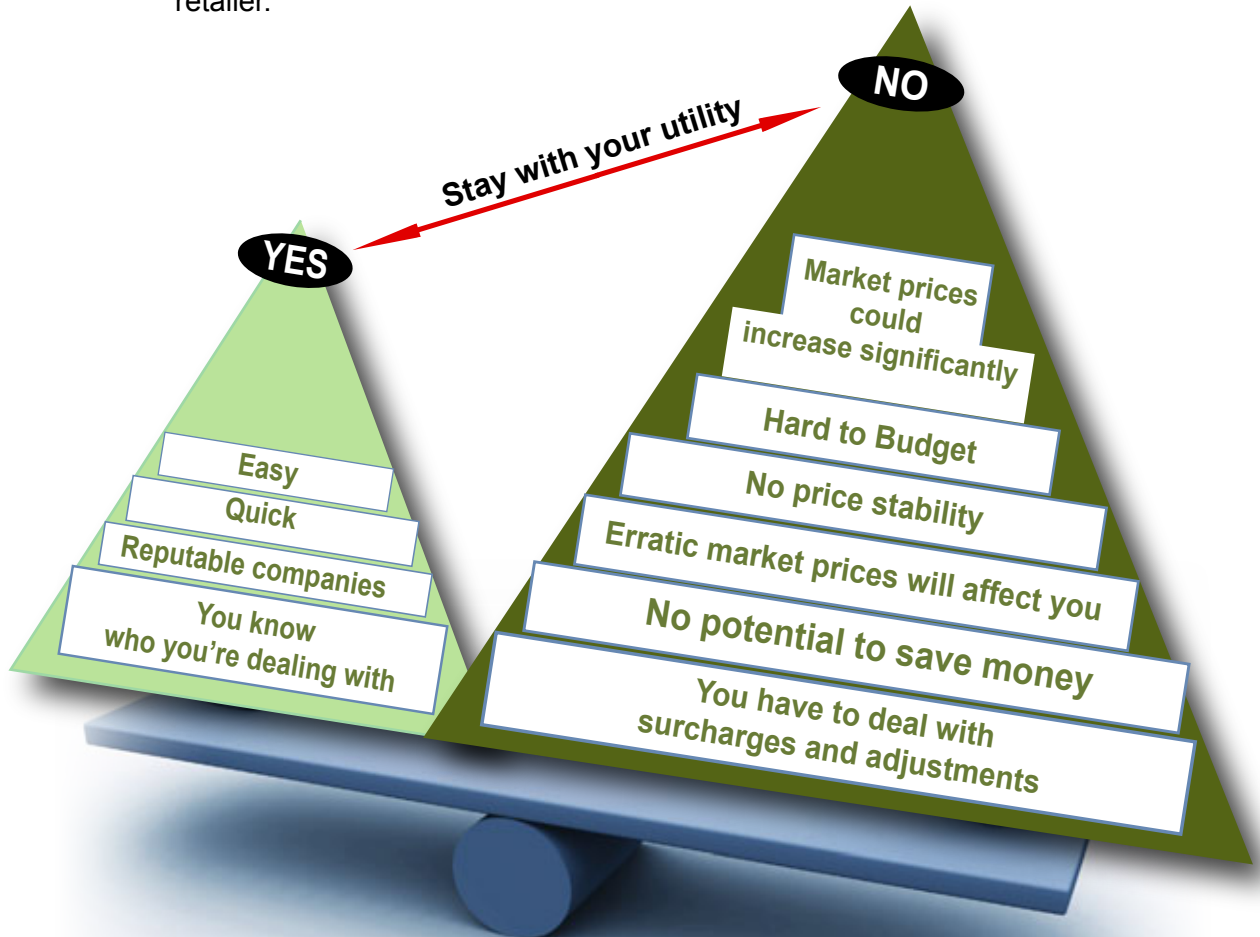 retailer.
NO
Stay with your utility
YES
Market prices
could
increase significantly
Hard to Budget
No price stability
Erratic market prices will affect you
No potential to save money
You have to deal with
surcharges and adjustments
Easy
Quick
Reputable companies
You know
who you’re dealing with